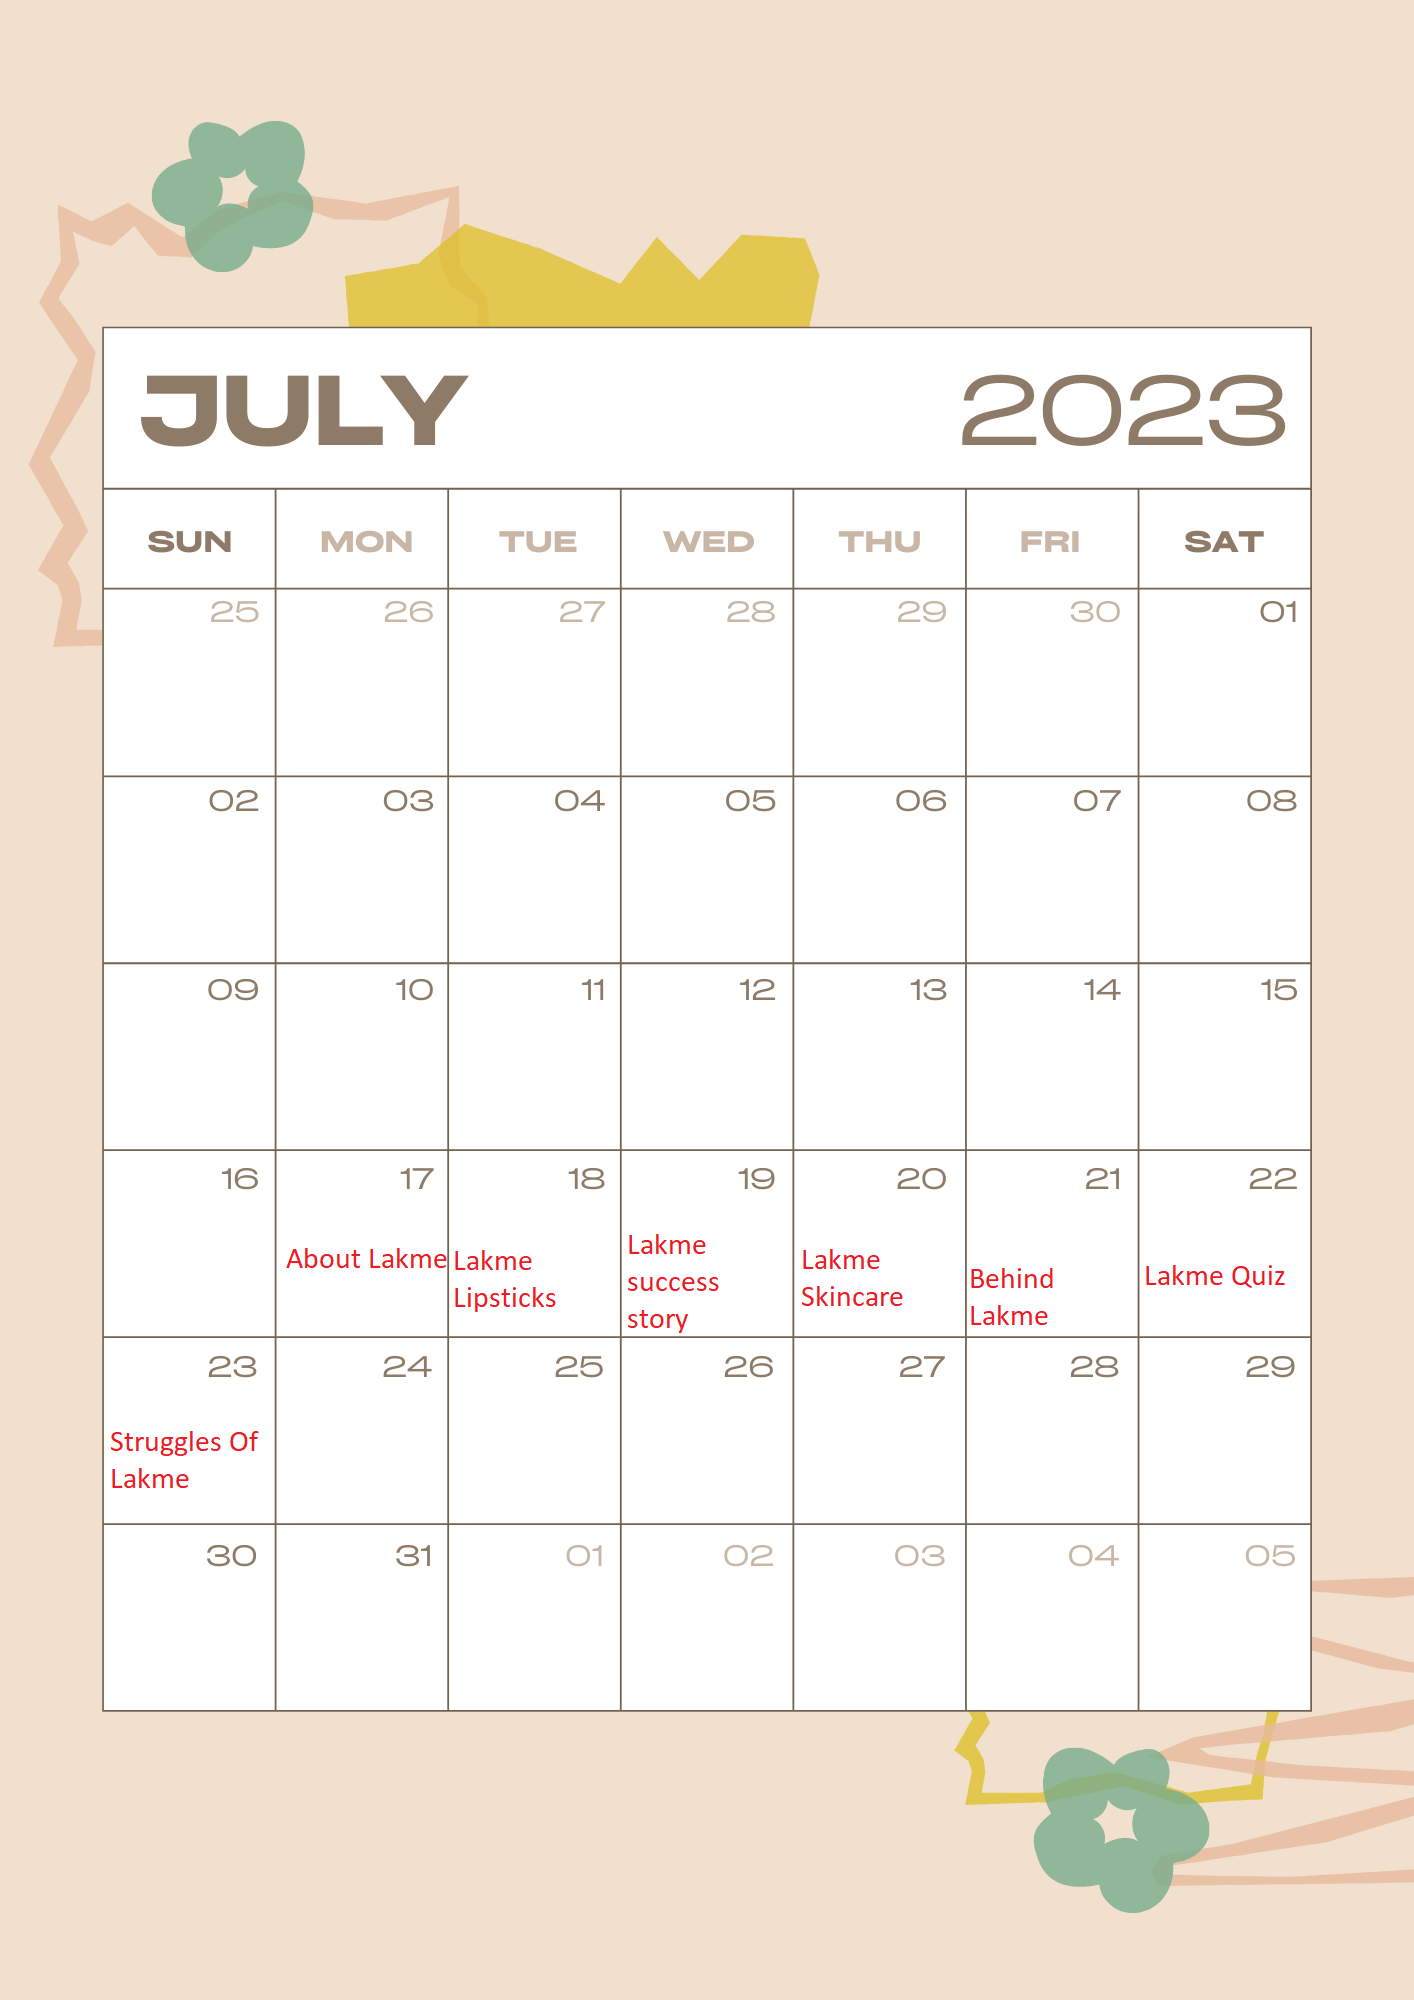 JULY 2023
SUN MON TUE WED THU FRI SAT
25 26 27 28 29 30 01
02 03 04 05 06 07 08
09 10 11 12 13 14 15
16 17 18 19 20 21 22
About Lakme
Lakme
Lipsticks
Lakme
success
story
Lakme
Skincare
Behind
Lakme
Lakme Quiz
23 24 25 26 27 28 29
Struggles Of
Lakme
30 31 01 02 03 04 05